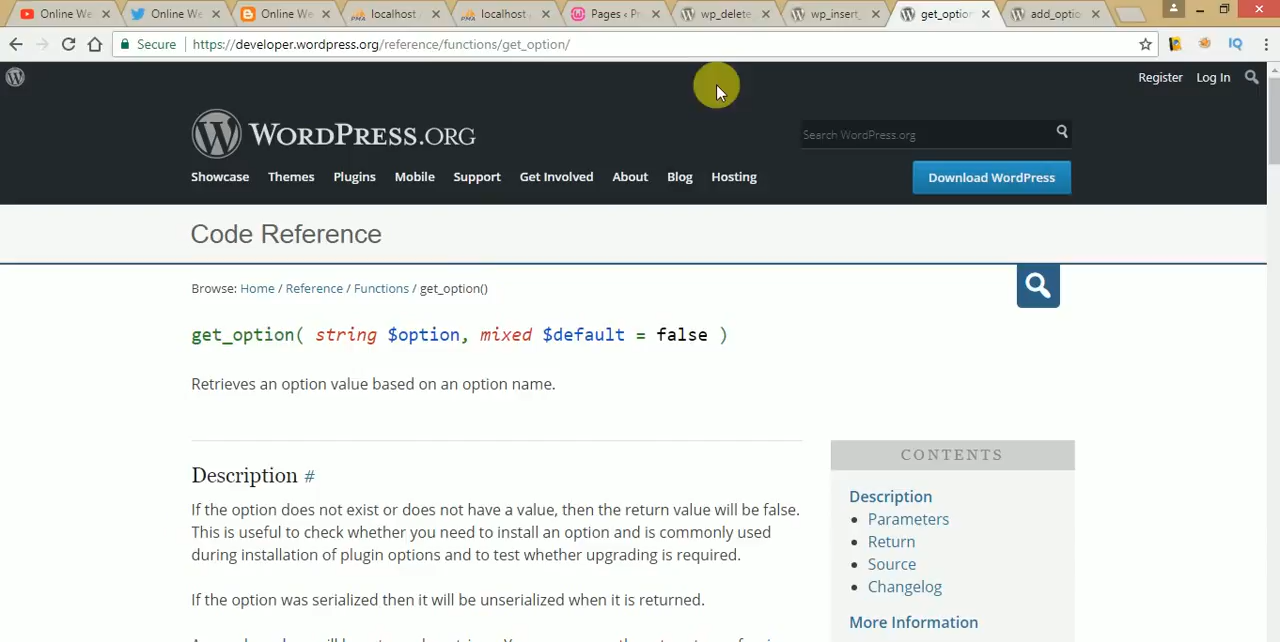 Online We
Online We
Online We
localhost
localhost
Pages ‹ P
wp_delete
wp_insert_
get_option
add_optio
Secure
https://developer.wordpress.org/reference/functions/get_option/
IQ
Register
Log In
WORDPRESS.ORG
Search WordPress.org
Showcase
Themes
Plugins
Mobile
Support
Get Involved
About
Blog
Hosting
Download WordPress
Code Reference
Browse: Home / Reference / Functions / get_option()
get_option( string $option, mixed $default = false )
Retrieves an option value based on an option name.
Description #
If the option does not exist or does not have a value, then the return value will be false.
This is useful to check whether you need to install an option and is commonly used
during installation of plugin options and to test whether upgrading is required.
If the option was serialized then it will be unserialized when it is returned.
CONTENTS
Description
Parameters
Return
Source
Changelog
More Information